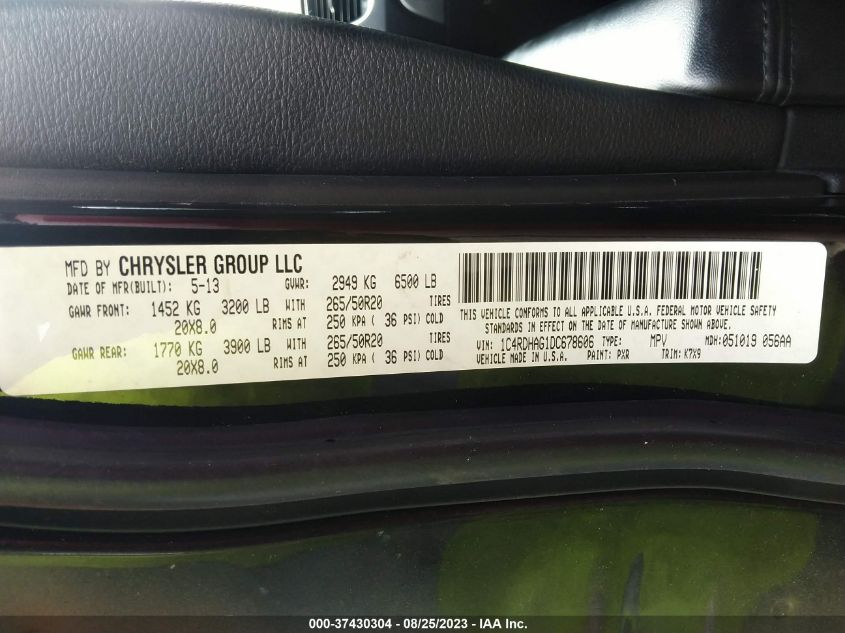 MFD BY CHRYSLER GROUP LLC
DATE OF MFR(BUILT): 5-13 GVWR: 2949 KG 6500 LB
GAWR FRONT: 1452 KG 3200 LB WITH 265/50R20 TIRES
20X8.0 RIMS AT 250 KPA ( 36 PSI) COLD
GAWR REAR: 1770 KG 3900 LB WITH 265/50R20 TIRES
20X8.0 RIMS AT 250 KPA ( 36 PSI) COLD
THIS VEHICLE CONFORMS TO ALL APPLICABLE U.S.A. FEDERAL MOTOR VEHICLE SAFETY
STANDARDS IN EFFECT ON THE DATE OF MANUFACTURE SHOWN ABOVE.
VIN: 1C4RDHAG1DC678606 TYPE: MPV MDH:051019 056AA
VEHICLE MADE IN U.S.A. PAINT: PXR TRIM: K7X9
000-37430304 - 08/25/2023 - IAA Inc.